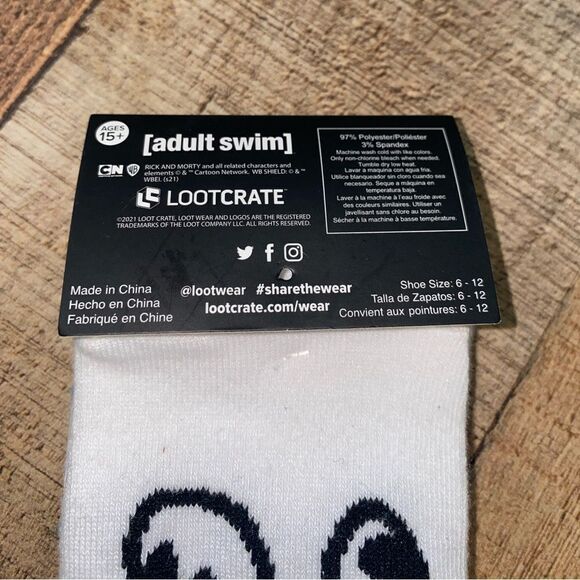 AGES
15+
[adult swim]
CN WB
RICK AND MORTY and all related characters and
elements © & ™ Cartoon Network. WB SHIELD: © & ™
WBEI. (s21)
LOOTCRATE™
©2021 LOOT CRATE, LOOT WEAR AND LOGOS ARE THE REGISTERED
TRADEMARKS OF THE LOOT COMPANY LLC. ALL RIGHTS RESERVED.
97% Polyester/Poliéster
3% Spandex
Machine wash cold with like colors.
Only non-chlorine bleach when needed.
Tumble dry low heat.
Lavar a maquina con agua fria.
Utilice blanqueador sin cloro cuando sea
necesario. Seque a máquina en
temperatura baja.
Laver à la machine à l'eau froide avec
des couleurs similaires. Utiliser un
javellisant sans chlore au besoin.
Sécher à la machine à basse température.
Made in China
Hecho en China
Fabriqué en Chine
@lootwear #sharethewear
lootcrate.com/wear
Shoe Size: 6 - 12
Talla de Zapatos: 6 - 12
Convient aux pointures: 6 - 12